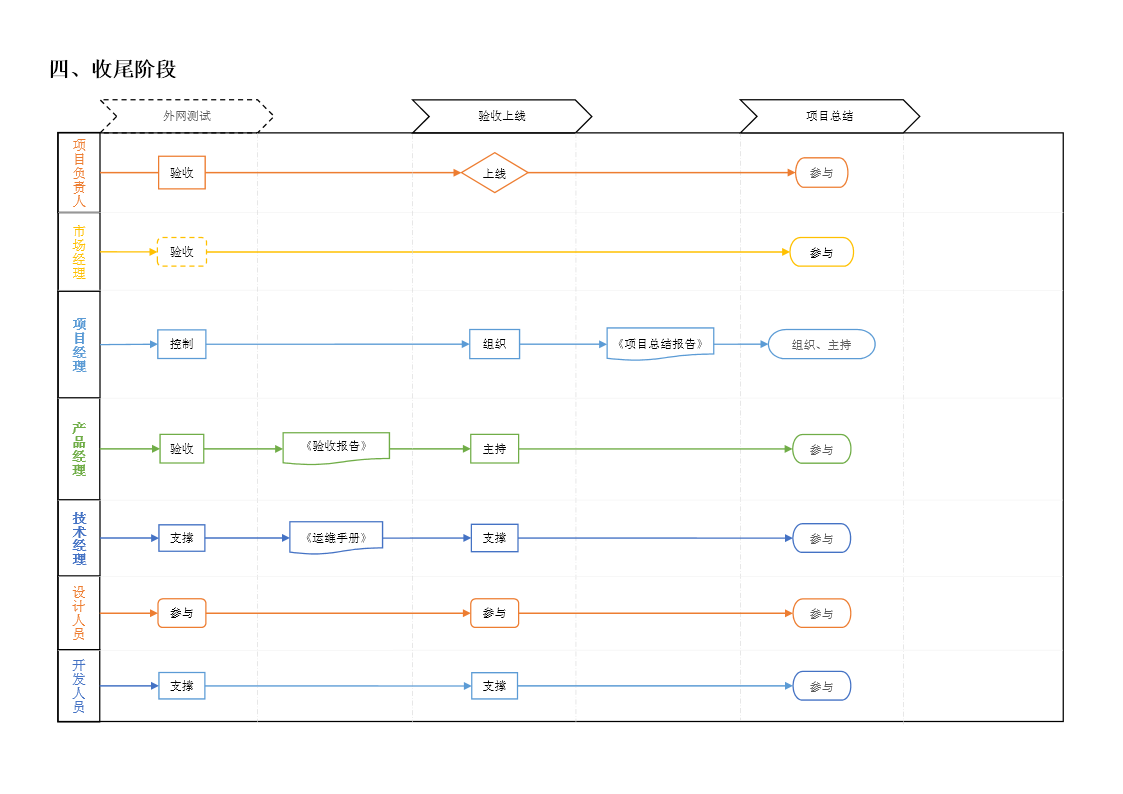 四、收尾阶段
外网测试
验收上线
项目总结
项目负责人
验收
上线
参与
市场经理
验收
参与
项目经理
控制
组织
《项目总结报告》
组织、主持
产品经理
验收
《验收报告》
主持
参与
技术经理
支撑
《运维手册》
支撑
参与
设计人员
参与
参与
参与
开发人员
支撑
支撑
参与